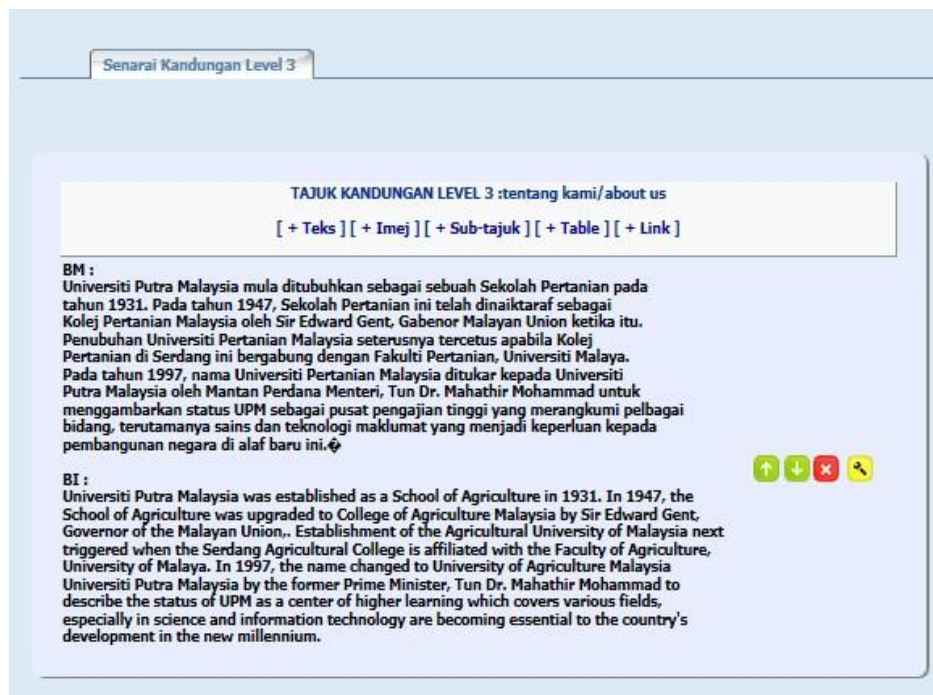 Senarai Kandungan Level 3
TAJUK KANDUNGAN LEVEL 3 :tentang kami/about us
[ + Teks ] [ + Imej ] [ + Sub-tajuk ] [ + Table ] [ + Link ]
BM :
Universiti Putra Malaysia mula ditubuhkan sebagai sebuah Sekolah Pertanian pada
tahun 1931. Pada tahun 1947, Sekolah Pertanian ini telah dinaiktaraf sebagai
Kolej Pertanian Malaysia oleh Sir Edward Gent, Gabenor Malayan Union ketika itu.
Penubuhan Universiti Pertanian Malaysia seterusnya tercetus apabila Kolej
Pertanian di Serdang ini bergabung dengan Fakulti Pertanian, Universiti Malaya.
Pada tahun 1997, nama Universiti Pertanian Malaysia ditukar kepada Universiti
Putra Malaysia oleh Mantan Perdana Menteri, Tun Dr. Mahathir Mohammad untuk
menggambarkan status UPM sebagai pusat pengajian tinggi yang merangkumi pelbagai
bidang, terutamanya sains dan teknologi maklumat yang menjadi keperluan kepada
pembangunan negara di alaf baru ini.�
BI :
Universiti Putra Malaysia was established as a School of Agriculture in 1931. In 1947, the
School of Agriculture was upgraded to College of Agriculture Malaysia by Sir Edward Gent,
Governor of the Malayan Union,. Establishment of the Agricultural University of Malaysia next
triggered when the Serdang Agricultural College is affiliated with the Faculty of Agriculture,
University of Malaya. In 1997, the name changed to University of Agriculture Malaysia
Universiti Putra Malaysia by the former Prime Minister, Tun Dr. Mahathir Mohammad to
describe the status of UPM as a center of higher learning which covers various fields,
especially in science and information technology are becoming essential to the country's
development in the new millennium.